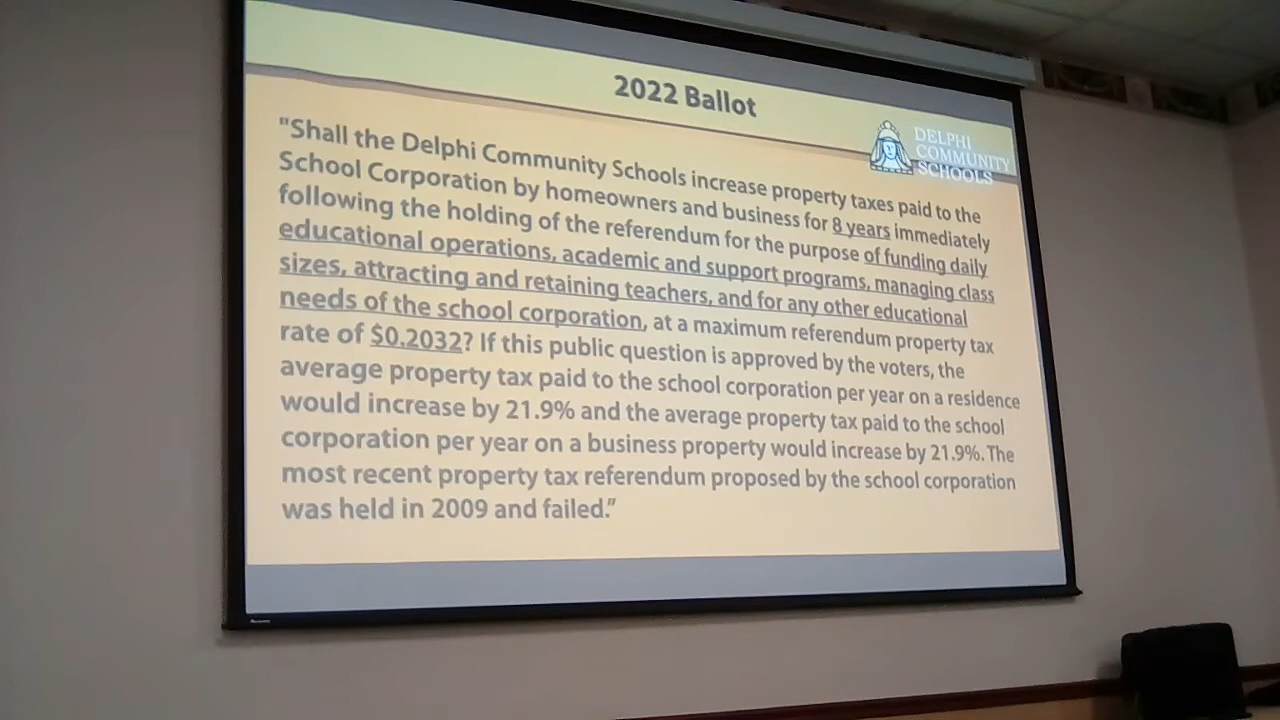 2022 Ballot
DELPHI
COMMUNITY
SCHOOLS
"Shall the Delphi Community Schools increase property taxes paid to the
School Corporation by homeowners and business for 8 years immediately
following the holding of the referendum for the purpose of funding daily
educational operations, academic and support programs, managing class
sizes, attracting and retaining teachers, and for any other educational
needs of the school corporation, at a maximum referendum property tax
rate of $0.2032? If this public question is approved by the voters, the
average property tax paid to the school corporation per year on a residence
would increase by 21.9% and the average property tax paid to the school
corporation per year on a business property would increase by 21.9%. The
most recent property tax referendum proposed by the school corporation
was held in 2009 and failed."